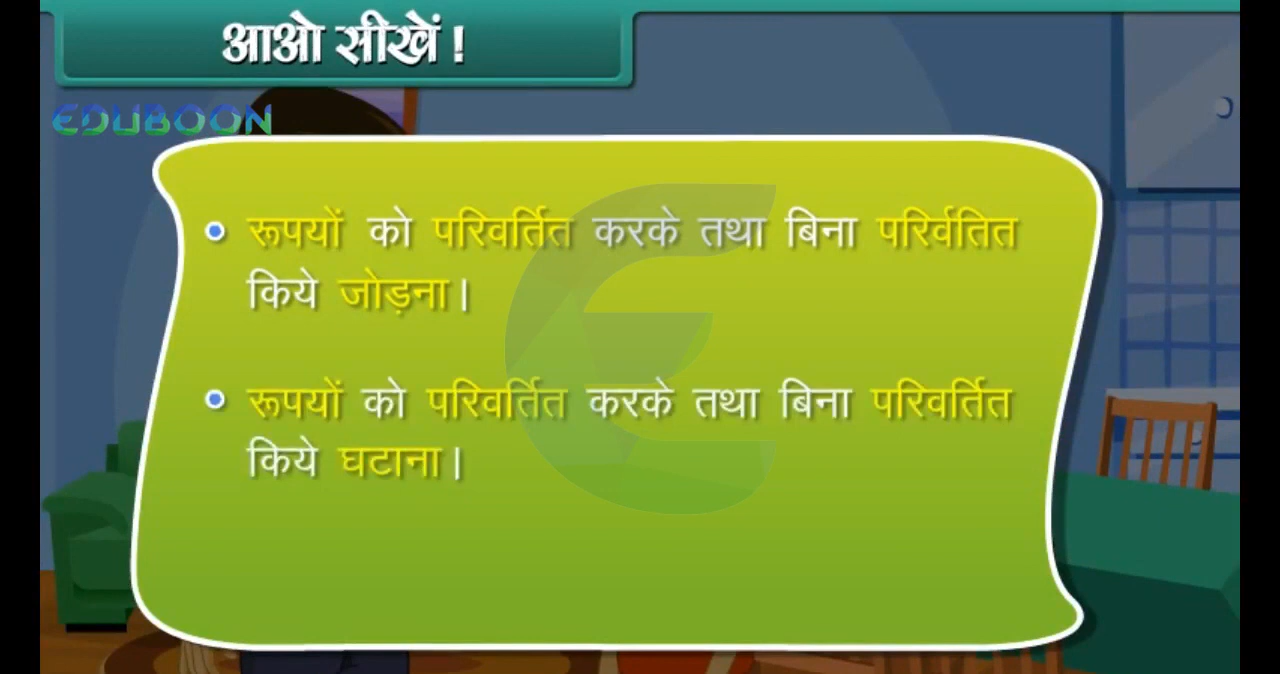 आओ सीखें !
EDUBOON
रूपयों को परिवर्तित करके तथा बिना परिर्वतित
किये जोड़ना।
रूपयों को परिवर्तित करके तथा बिना परिवर्तित
किये घटाना।